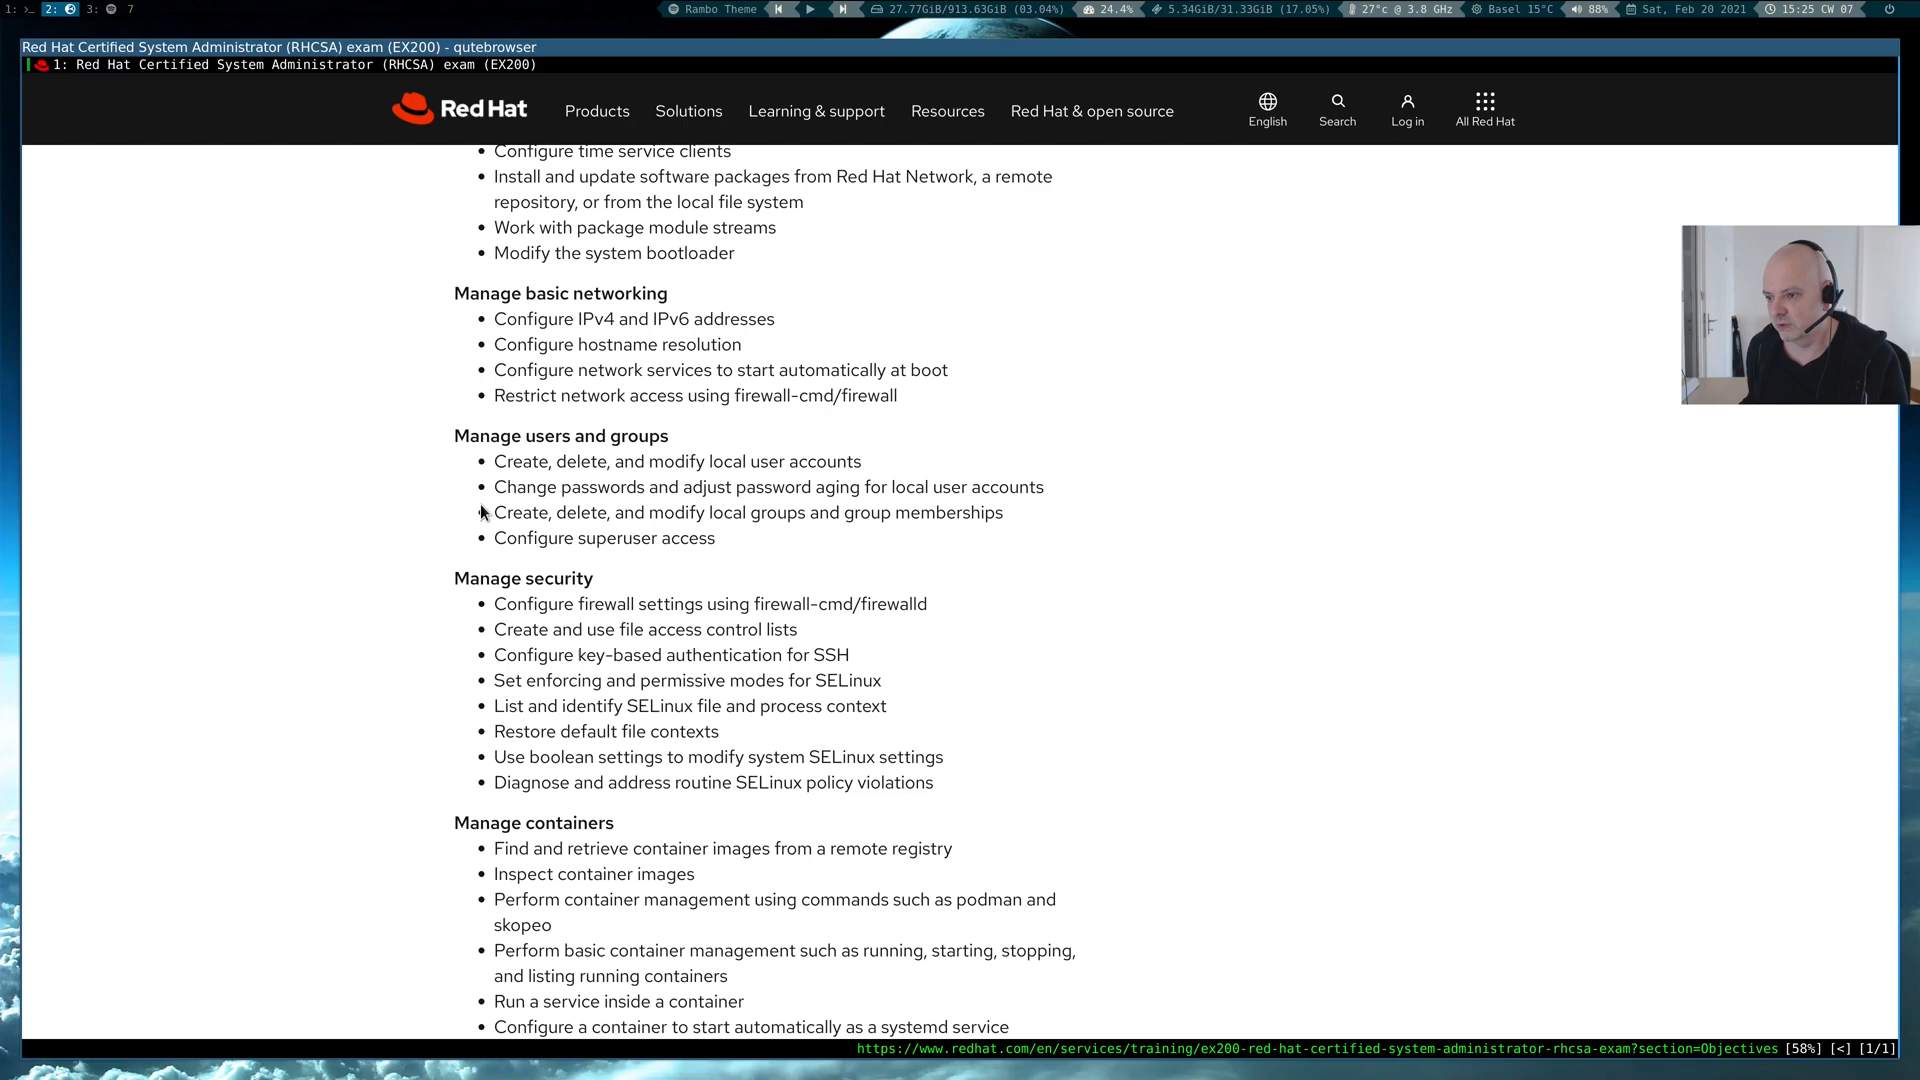 1: >_ 2: 3: 7 Rambo Theme 27.77GiB/913.63GiB (03.04%) 24.4% 5.34GiB/31.33GiB (17.05%) 27°c @ 3.8 GHz Basel 15°C 88% Sat, Feb 20 2021 15:25 CW 07
Red Hat Certified System Administrator (RHCSA) exam (EX200) - qutebrowser
1: Red Hat Certified System Administrator (RHCSA) exam (EX200)
Red Hat Products Solutions Learning & support Resources Red Hat & open source English Search Log in All Red Hat
• Configure time service clients
• Install and update software packages from Red Hat Network, a remote
repository, or from the local file system
• Work with package module streams
• Modify the system bootloader
Manage basic networking
• Configure IPv4 and IPv6 addresses
• Configure hostname resolution
• Configure network services to start automatically at boot
• Restrict network access using firewall-cmd/firewall
Manage users and groups
• Create, delete, and modify local user accounts
• Change passwords and adjust password aging for local user accounts
• Create, delete, and modify local groups and group memberships
• Configure superuser access
Manage security
• Configure firewall settings using firewall-cmd/firewalld
• Create and use file access control lists
• Configure key-based authentication for SSH
• Set enforcing and permissive modes for SELinux
• List and identify SELinux file and process context
• Restore default file contexts
• Use boolean settings to modify system SELinux settings
• Diagnose and address routine SELinux policy violations
Manage containers
• Find and retrieve container images from a remote registry
• Inspect container images
• Perform container management using commands such as podman and
skopeo
• Perform basic container management such as running, starting, stopping,
and listing running containers
• Run a service inside a container
• Configure a container to start automatically as a systemd service
https://www.redhat.com/en/services/training/ex200-red-hat-certified-system-administrator-rhcsa-exam?section=Objectives [58%] [<] [1/1]